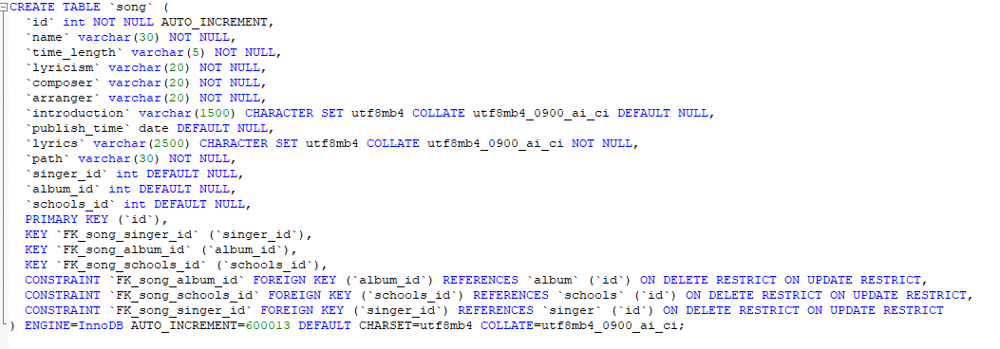 CREATE TABLE `song` (
`id` int NOT NULL AUTO_INCREMENT,
`name` varchar(30) NOT NULL,
`time_length` varchar(5) NOT NULL,
`lyricism` varchar(20) NOT NULL,
`composer` varchar(20) NOT NULL,
`arranger` varchar(20) NOT NULL,
`introduction` varchar(1500) CHARACTER SET utf8mb4 COLLATE utf8mb4_0900_ai_ci DEFAULT NULL,
`publish_time` date DEFAULT NULL,
`lyrics` varchar(2500) CHARACTER SET utf8mb4 COLLATE utf8mb4_0900_ai_ci NOT NULL,
`path` varchar(30) NOT NULL,
`singer_id` int DEFAULT NULL,
`album_id` int DEFAULT NULL,
`schools_id` int DEFAULT NULL,
PRIMARY KEY (`id`),
KEY `FK_song_singer_id` (`singer_id`),
KEY `FK_song_album_id` (`album_id`),
KEY `FK_song_schools_id` (`schools_id`),
CONSTRAINT `FK_song_album_id` FOREIGN KEY (`album_id`) REFERENCES `album` (`id`) ON DELETE RESTRICT ON UPDATE RESTRICT,
CONSTRAINT `FK_song_schools_id` FOREIGN KEY (`schools_id`) REFERENCES `schools` (`id`) ON DELETE RESTRICT ON UPDATE RESTRICT,
CONSTRAINT `FK_song_singer_id` FOREIGN KEY (`singer_id`) REFERENCES `singer` (`id`) ON DELETE RESTRICT ON UPDATE RESTRICT
) ENGINE=InnoDB AUTO_INCREMENT=600013 DEFAULT CHARSET=utf8mb4 COLLATE=utf8mb4_0900_ai_ci;